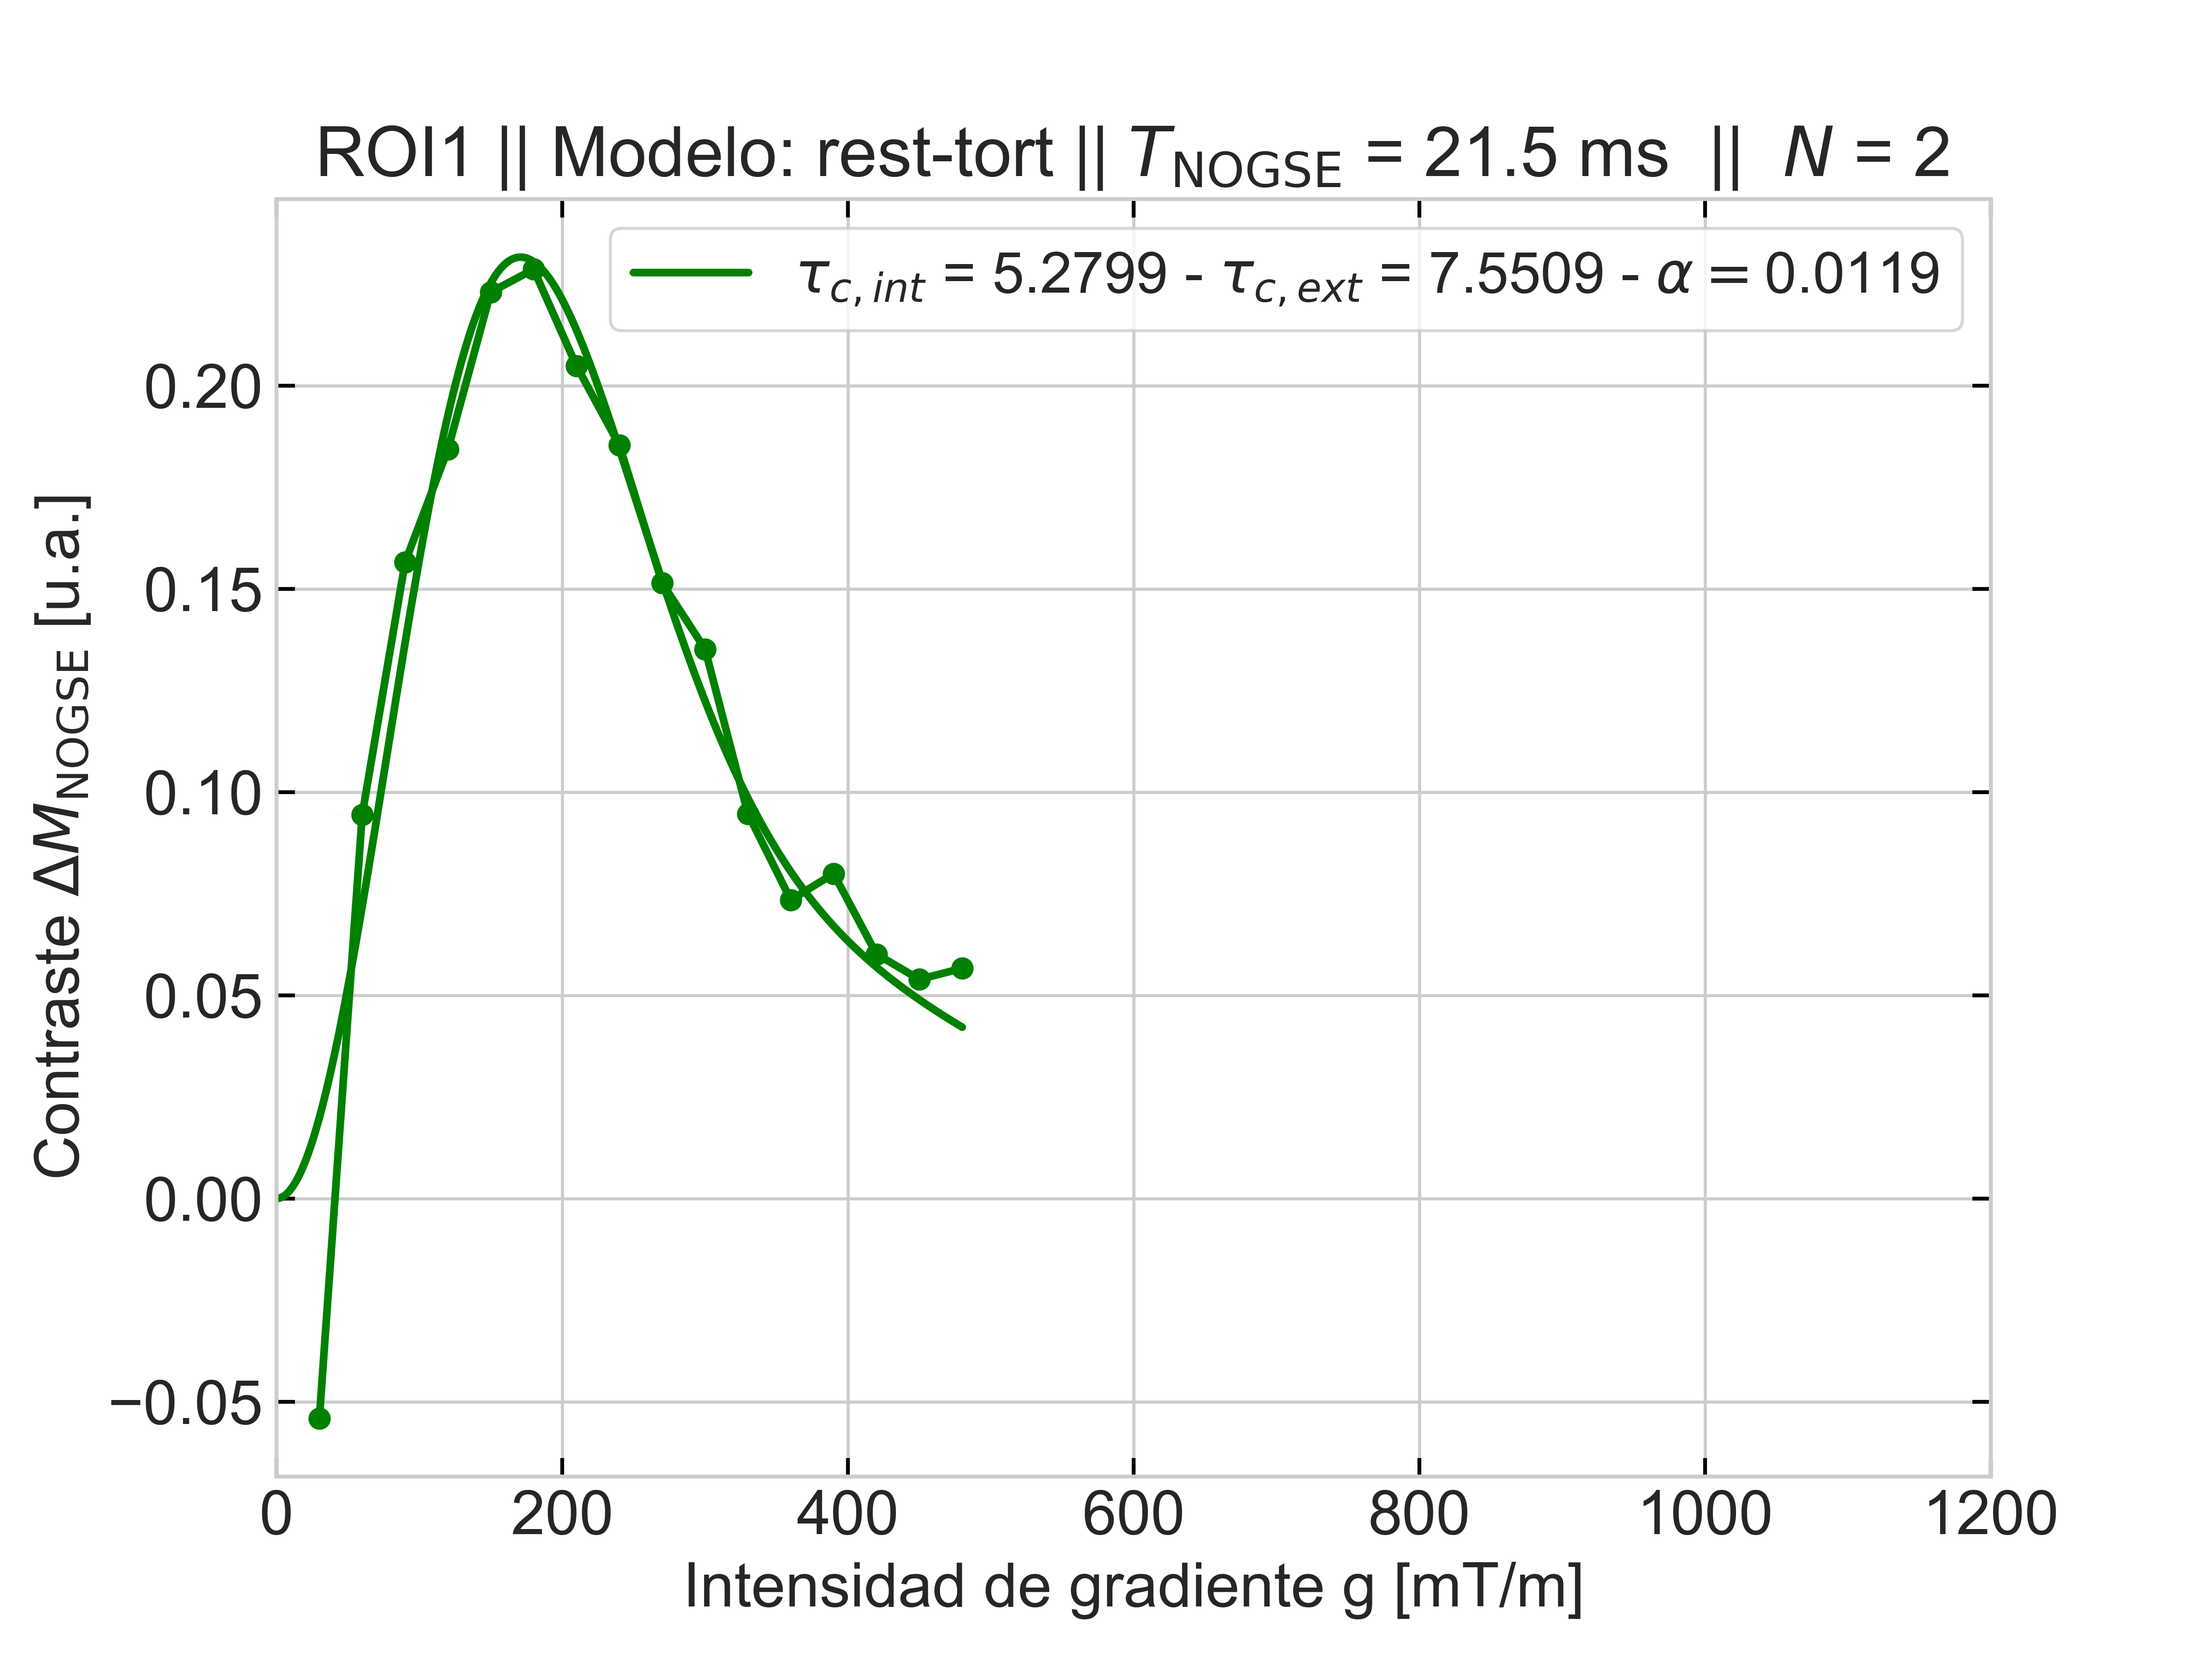 ROI1 || Modelo: rest-tort || T_NOGSE = 21.5 ms || N = 2
τ_c,int = 5.2799 - τ_c,ext = 7.5509 - α = 0.0119
Contraste ΔM_NOGSE [u.a.]
0.20
0.15
0.10
0.05
0.00
−0.05
0 200 400 600 800 1000 1200
Intensidad de gradiente g [mT/m]